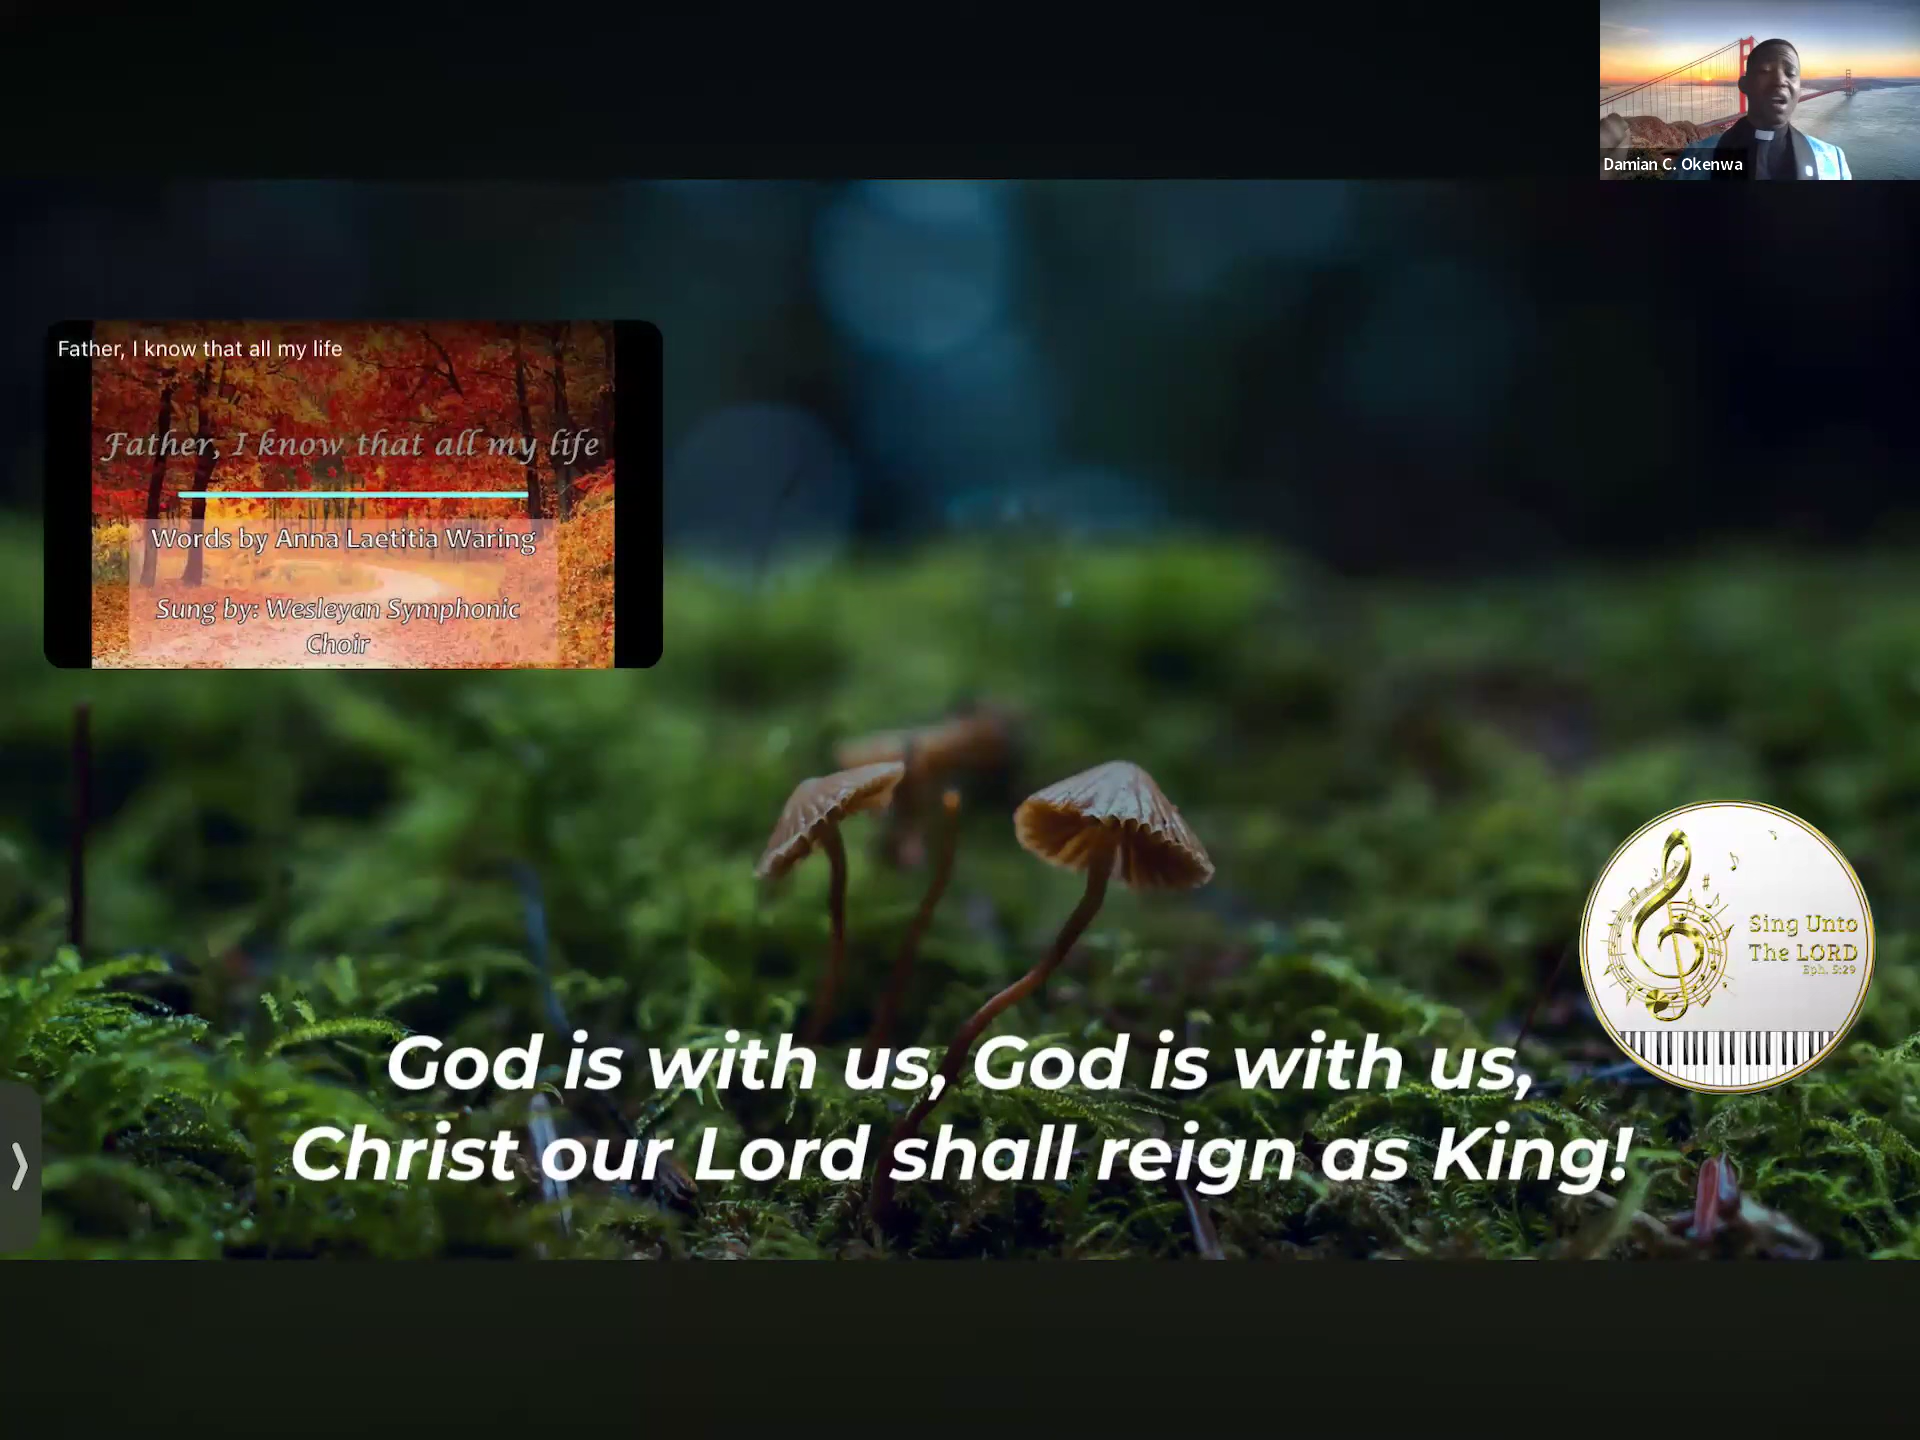 Damian C. Okenwa
Father, I know that all my life
Father, I know that all my life
Words by Anna Laetitia Waring
Sung by: Wesleyan Symphonic
Choir
Sing Unto
The LORD
Eph. 5:29
God is with us, God is with us,
Christ our Lord shall reign as King!